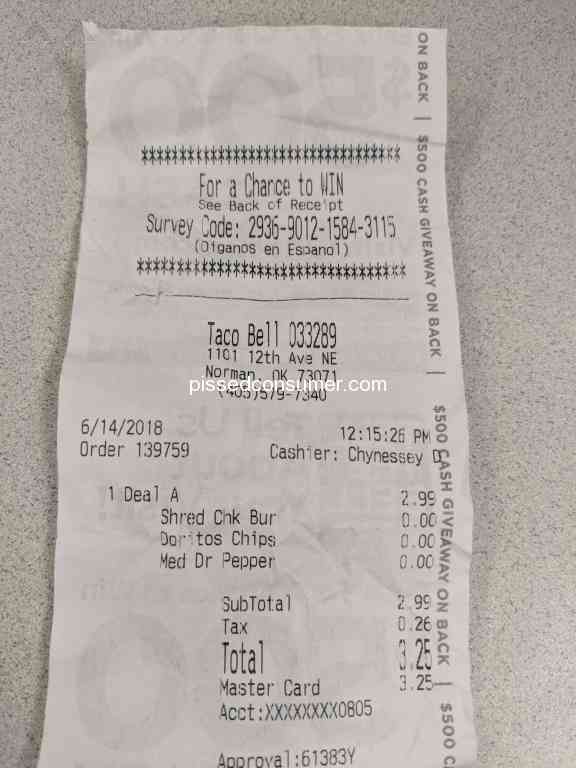 ************************************
For a Chance to WIN
See Back of Receipt
Survey Code: 2936-9012-1584-3115
(Diganos en Espanol)
************************************
Taco Bell 033289
1101 12th Ave NE
Norman, OK 73071
(405)579-7340
pissedconsumer.com
6/14/2018 12:15:26 PM
Order 139759 Cashier: Chynessey D
1 Deal A 2.99
Shred Chk Bur 0.00
Doritos Chips 0.00
Med Dr Pepper 0.00
SubTotal 2.99
Tax 0.26
Total 3.25
Master Card 3.25
Acct:XXXXXXXX0805
Approval:61383Y
ON BACK | $500 CASH GIVEAWAY ON BACK | $500 CASH GIVEAWAY ON BACK | $500 C